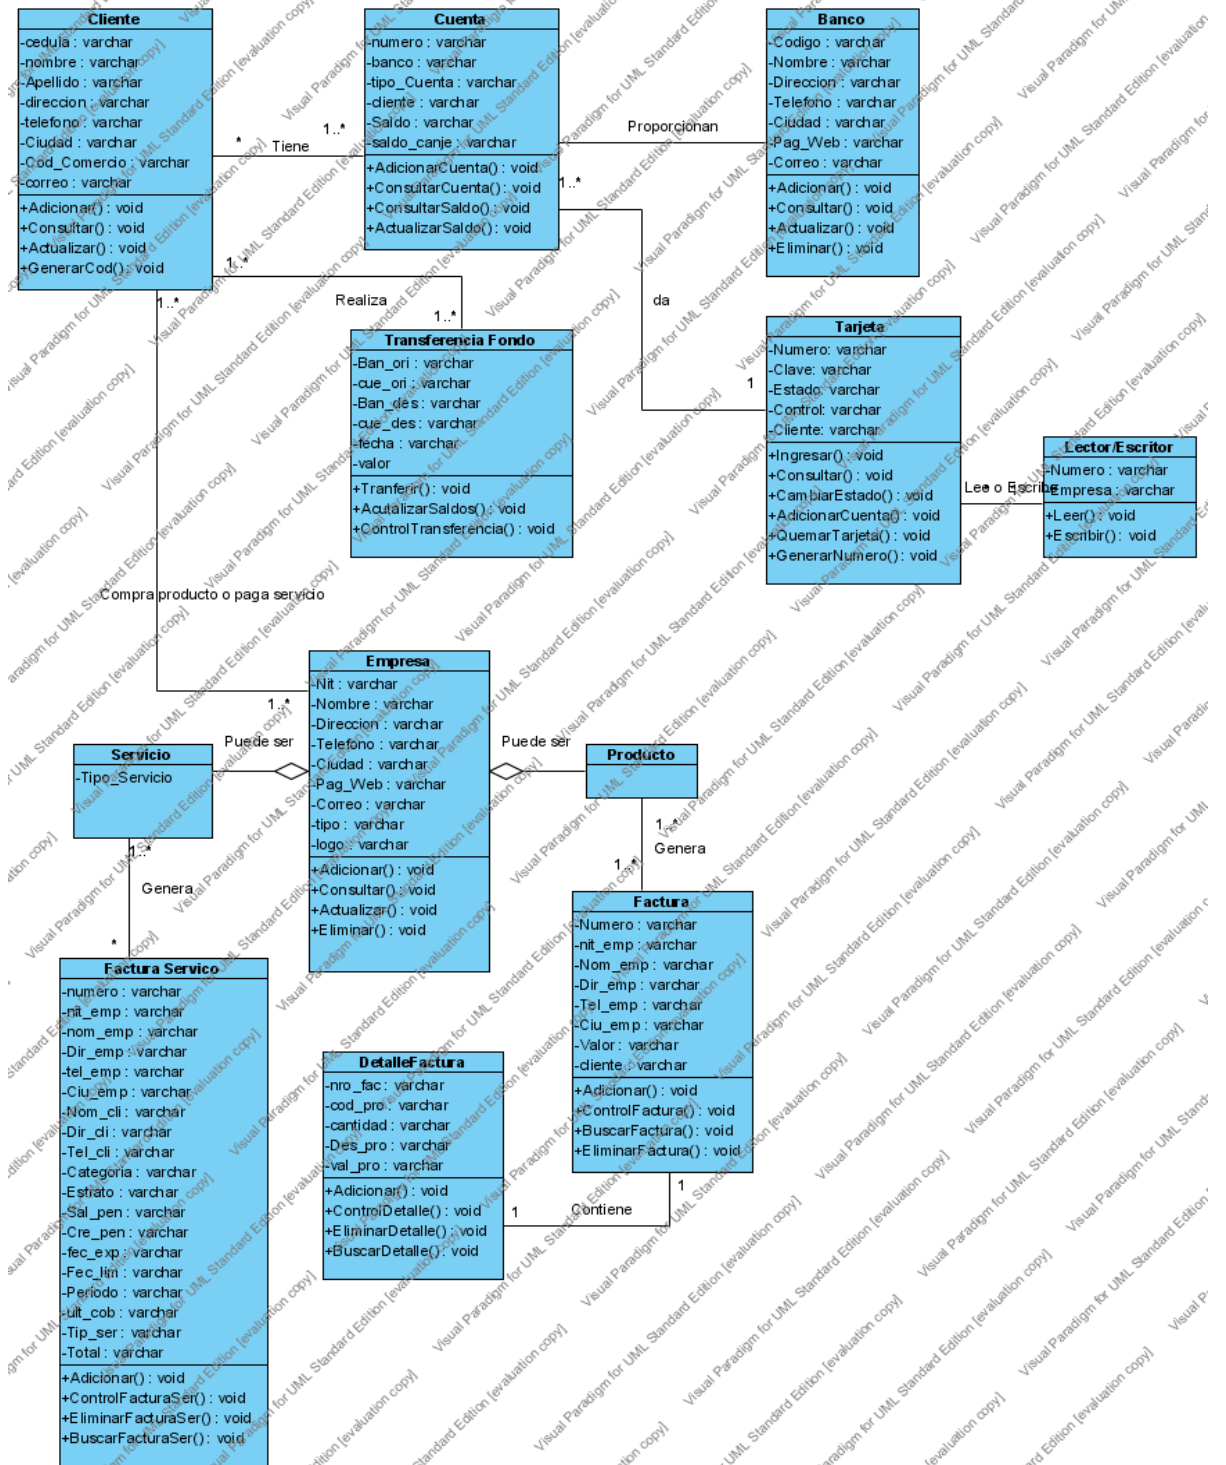 Cliente
-cedula : varchar
-nombre : varchar
-Apellido : varchar
-direccion : varchar
-telefono : varchar
-Ciudad : varchar
-Cod_Comercio : varchar
-correo : varchar
+Adicionar() : void
+Consultar() : void
+Actualizar() : void
+GenerarCod() : void
Cuenta
-numero : varchar
-banco : varchar
-tipo_Cuenta : varchar
-cliente : varchar
-Saldo : varchar
-saldo_canje : varchar
+AdicionarCuenta() : void
+ConsultarCuenta() : void
+ConsultarSaldo() : void
+ActualizarSaldo() : void
Banco
-Codigo : varchar
-Nombre : varchar
-Direccion : varchar
-Telefono : varchar
-Ciudad : varchar
-Pag_Web : varchar
-Correo : varchar
+Adicionar() : void
+Consultar() : void
+Actualizar() : void
+Eliminar() : void
* Tiene 1..*
Proporcionan
1..*
1..*
Realiza
1..*
da
1
1..*
Transferencia Fondo
-Ban_ori : varchar
-cue_ori : varchar
-Ban_des : varchar
-cue_des : varchar
-fecha : varchar
-valor
+Tranferir() : void
+AcutalizarSaldos() : void
+ControlTransferencia() : void
Tarjeta
-Numero: varchar
-Clave: varchar
-Estado: varchar
-Control: varchar
-Cliente: varchar
+Ingresar() : void
+Consultar() : void
+CambiarEstado() : void
+AdicionarCuenta() : void
+QuemarTarjeta() : void
+GenerarNumero() : void
Lee o Escribe
*
Lector/Escritor
-Numero : varchar
-Empresa : varchar
+Leer() : void
+Escribir() : void
Compra producto o paga servicio
1..*
Empresa
-Nit : varchar
-Nombre : varchar
-Direccion : varchar
-Telefono : varchar
-Ciudad : varchar
-Pag_Web : varchar
-Correo : varchar
-tipo : varchar
-logo : varchar
+Adicionar() : void
+Consultar() : void
+Actualizar() : void
+Eliminar() : void
Puede ser
Puede ser
Servicio
-Tipo_Servicio
Producto
1..*
Genera
*
1..*
Genera
1..*
Factura
-Numero : varchar
-nit_emp : varchar
-Nom_emp : varchar
-Dir_emp : varchar
-Tel_emp : varchar
-Ciu_emp : varchar
-Valor : varchar
-cliente : varchar
+Adicionar() : void
+ControlFactura() : void
+BuscarFactura() : void
+EliminarFactura() : void
Factura Servico
-numero : varchar
-nit_emp : varchar
-nom_emp : varchar
-Dir_emp : varchar
-tel_emp : varchar
-Ciu_emp : varchar
-Nom_cli : varchar
-Dir_cli : varchar
-Tel_cli : varchar
-Categoria : varchar
-Estrato : varchar
-Sal_pen : varchar
-Cre_pen : varchar
-fec_exp : varchar
-Fec_lim : varchar
-Periodo : varchar
-ult_cob : varchar
-Tip_ser : varchar
-Total : varchar
+Adicionar() : void
+ControlFacturaSer() : void
+EliminarFacturaSer() : void
+BuscarFacturaSer() : void
DetalleFactura
-nro_fac : varchar
-cod_pro : varchar
-cantidad : varchar
-Des_pro : varchar
-val_pro : varchar
+Adicionar() : void
+ControlDetalle() : void
+EliminarDetalle() : void
+BuscarDetalle() : void
1
Contiene
1
Visual Paradigm for UML Standard Edition [evaluation copy]